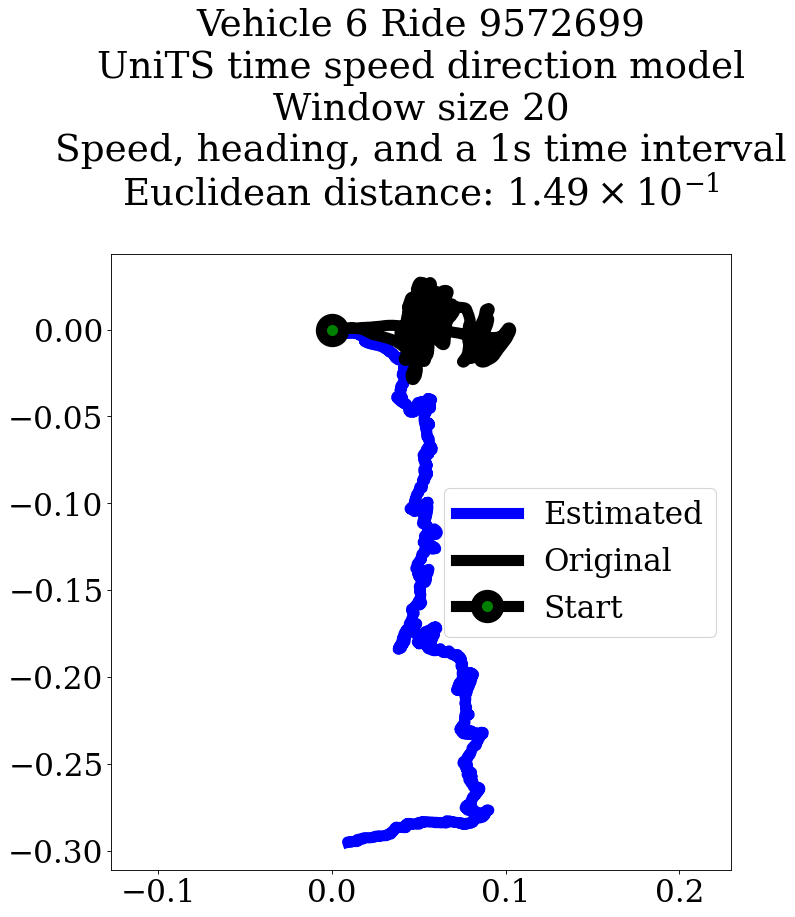 Vehicle 6 Ride 9572699
UniTS time speed direction model
Window size 20
Speed, heading, and a 1s time interval
Euclidean distance: 1.49 × 10⁻¹
0.00
−0.05
−0.10
−0.15
−0.20
−0.25
−0.30
Estimated
Original
Start
−0.1 0.0 0.1 0.2